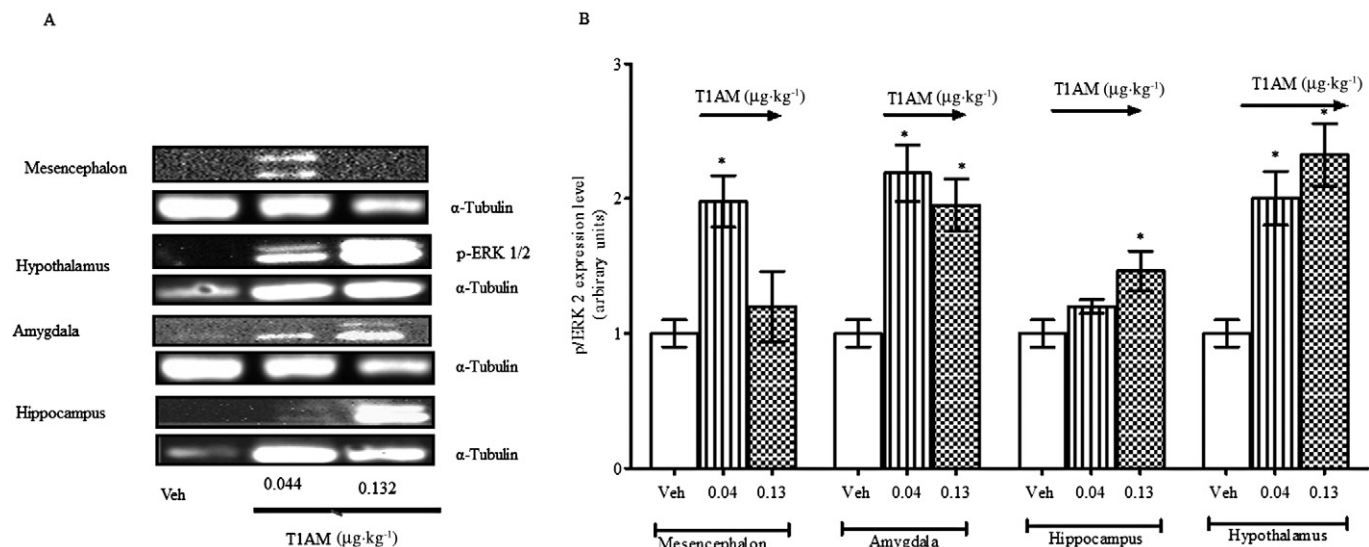 A
Mesencephalon
α-Tubulin
Hypothalamus
p-ERK 1/2
α-Tubulin
Amygdala
α-Tubulin
Hippocampus
α-Tubulin
Veh 0.044 0.132
T1AM (μg·kg⁻¹)
B
p/ERK 2 expression level
(arbitrary units)
3
2
1
0
T1AM (μg·kg⁻¹) T1AM (μg·kg⁻¹) T1AM (μg·kg⁻¹) T1AM (μg·kg⁻¹)
* * * * * *
Veh 0.04 0.13 Veh 0.04 0.13 Veh 0.04 0.13 Veh 0.04 0.13
Mesencephalon Amygdala Hippocampus Hypothalamus